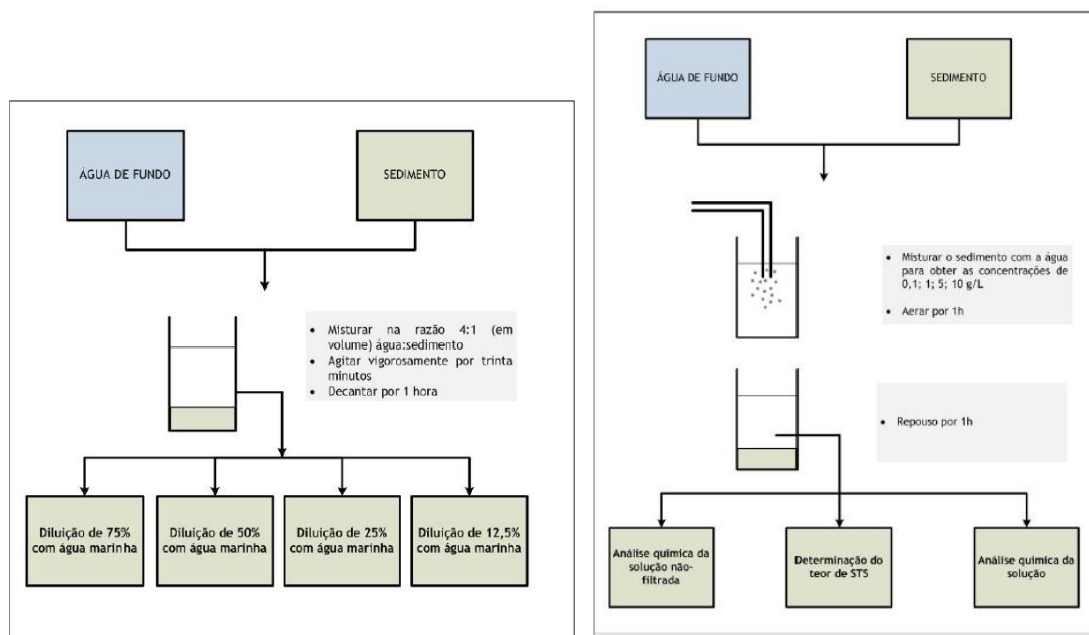 ÁGUA DE FUNDO
SEDIMENTO
• Misturar na razão 4:1 (em
volume) água:sedimento
• Agitar vigorosamente por trinta
minutos
• Decantar por 1 hora
Diluição de 75%
com água marinha
Diluição de 50%
com água marinha
Diluição de 25%
com água marinha
Diluição de 12,5%
com água marinha
ÁGUA DE FUNDO
SEDIMENTO
• Misturar o sedimento com a água
para obter as concentrações de
0,1; 1; 5; 10 g/L
• Aerar por 1h
• Repouso por 1h
Análise química da
solução não-
filtrada
Determinação do
teor de STS
Análise química da
solução